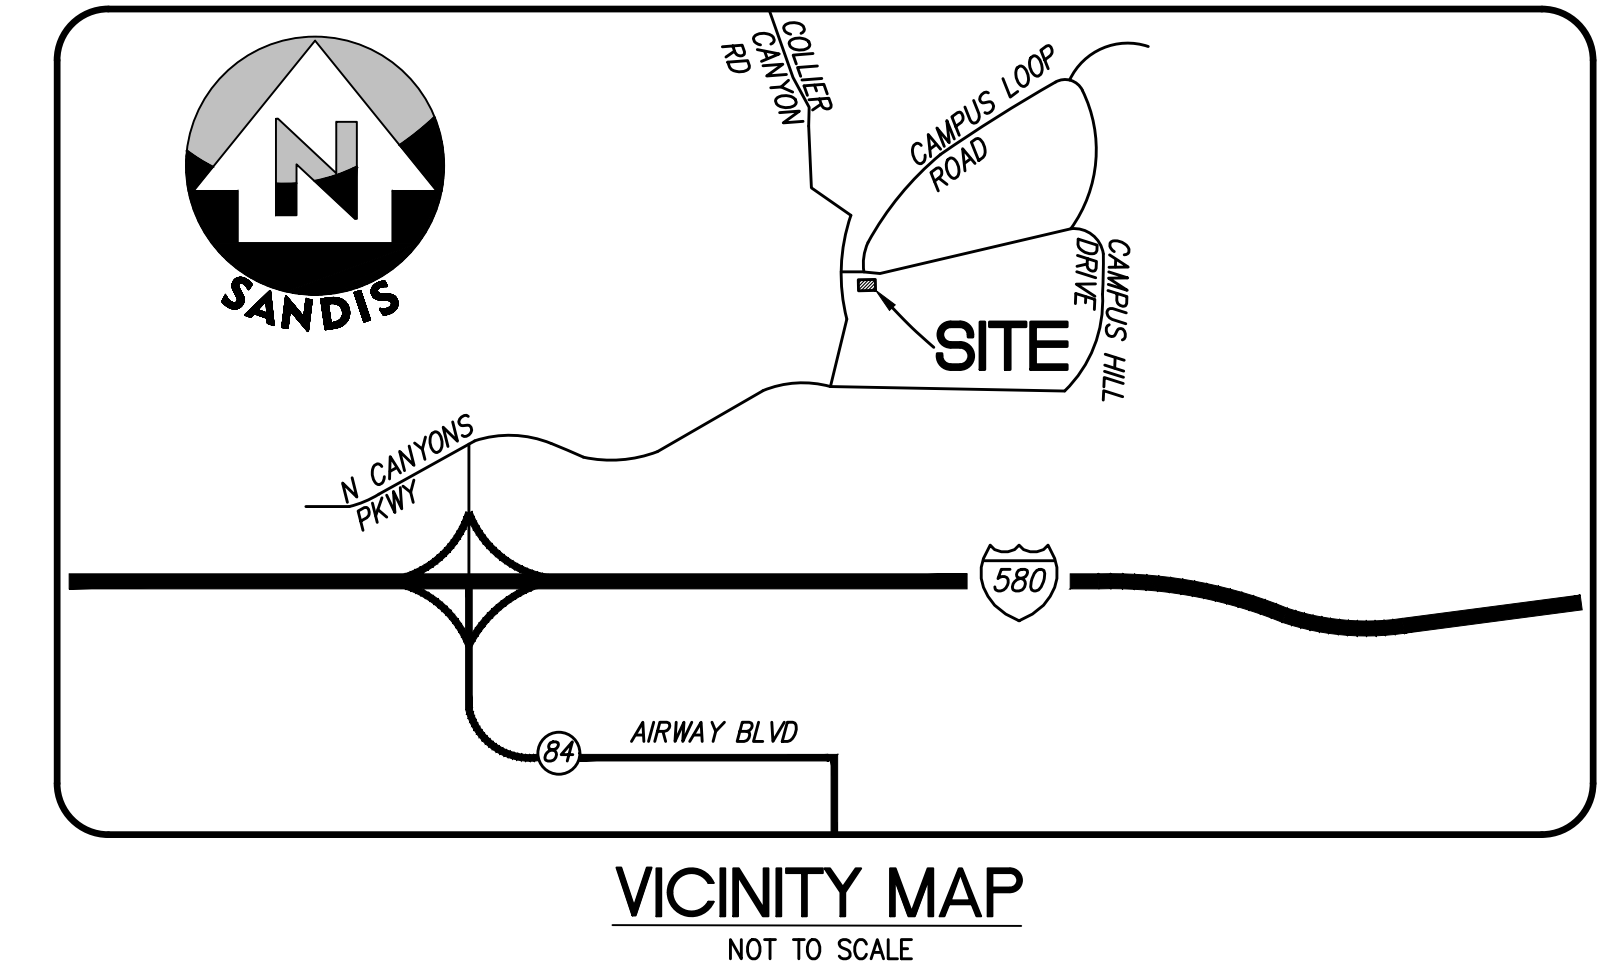 COLLIER
CANYON
RD
CAMPUS LOOP
ROAD
N
SANDIS
CAMPUS HILL
DRIVE
SITE
N CANYONS
PKWY
580
AIRWAY BLVD
84
VICINITY MAP
NOT TO SCALE